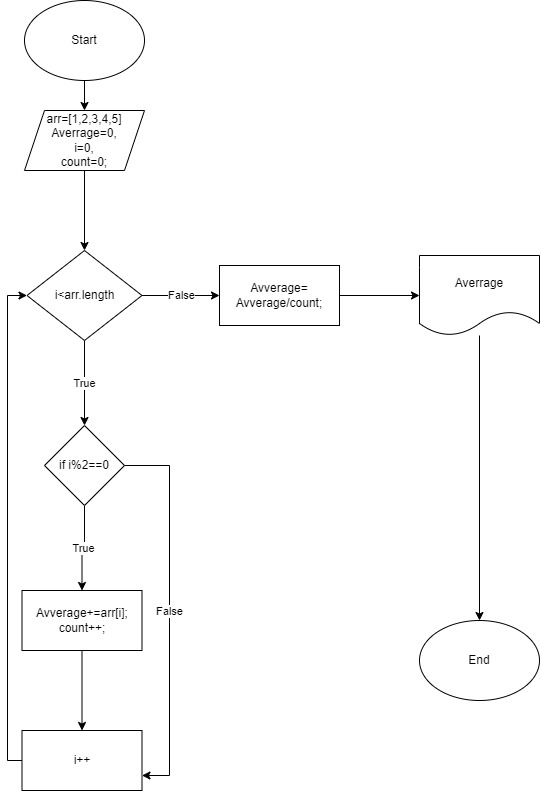 Start
arr=[1,2,3,4,5]
Averrage=0,
i=0,
count=0;
i<arr.length
False
Avverage=
Avverage/count;
Averrage
True
if i%2==0
True
Avverage+=arr[i];
count++;
False
i++
End